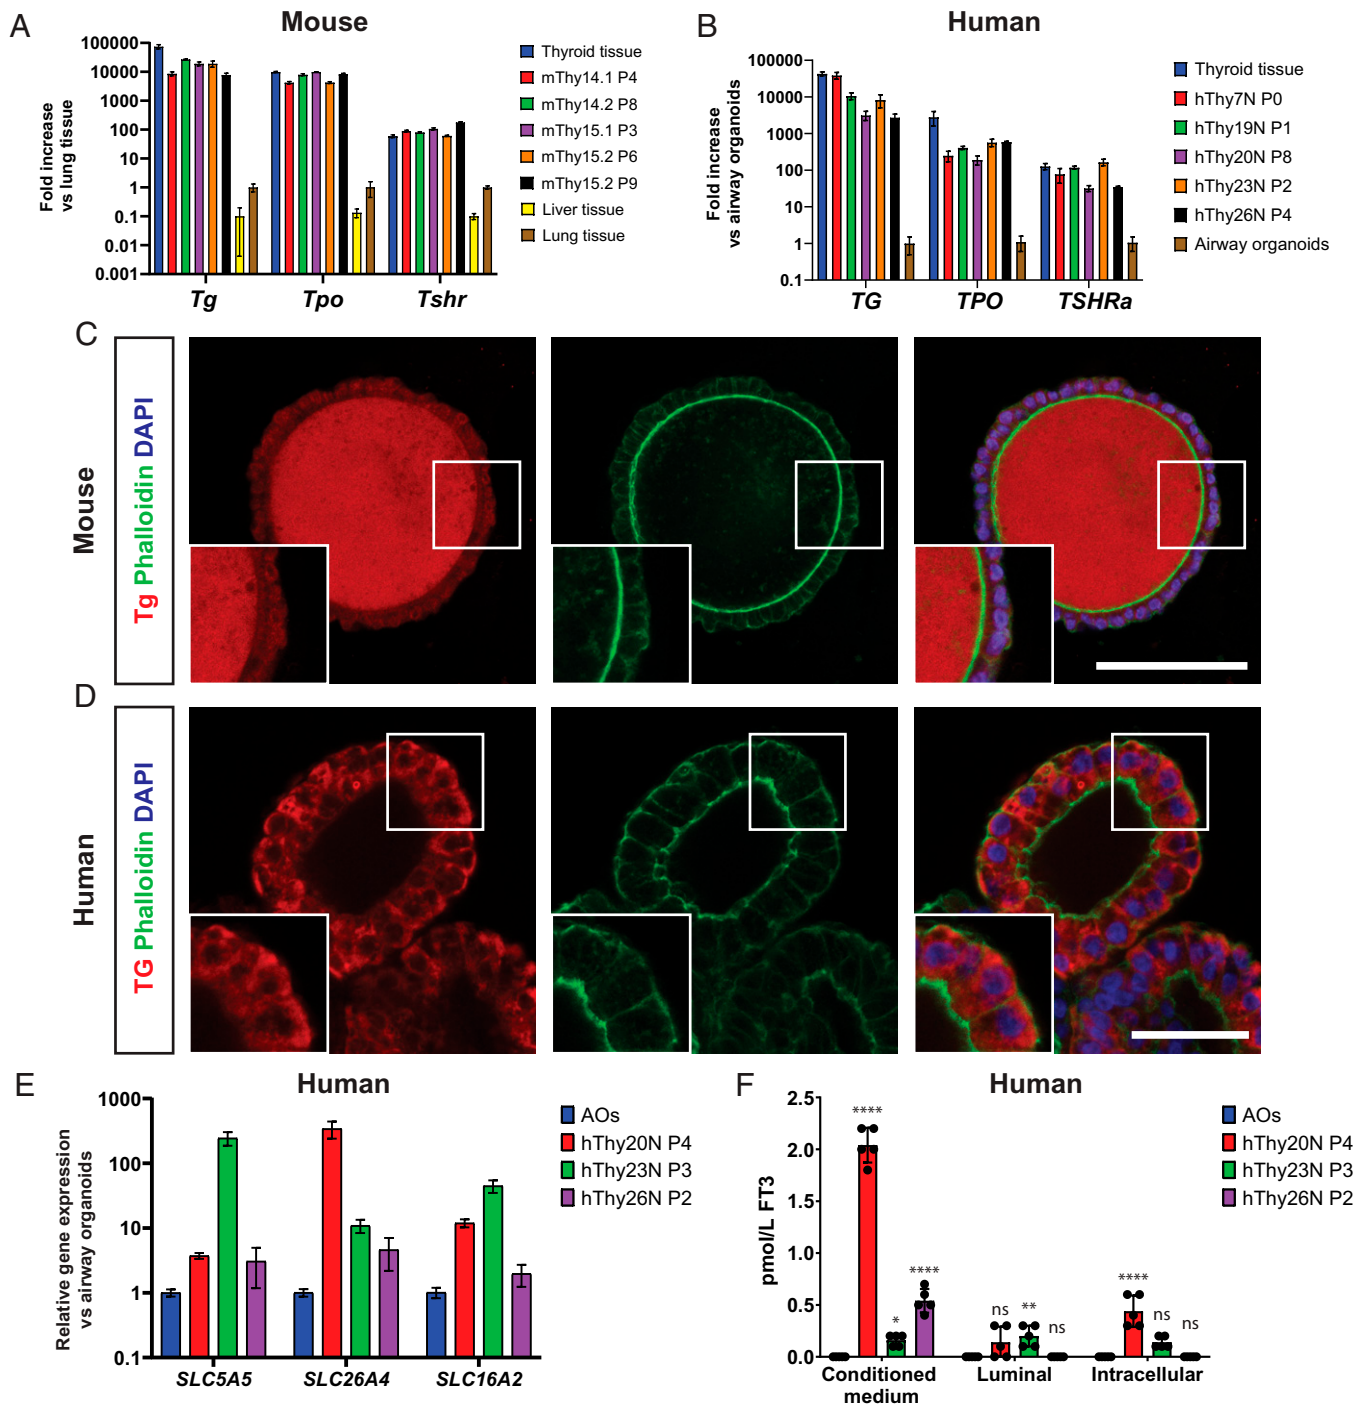 A
Mouse
Fold increase
vs lung tissue
100000
10000
1000
100
10
1
0.1
0.01
0.001
Tg
Tpo
Tshr
Thyroid tissue
mThy14.1 P4
mThy14.2 P8
mThy15.1 P3
mThy15.2 P6
mThy15.2 P9
Liver tissue
Lung tissue
B
Human
Fold increase
vs airway organoids
100000
10000
1000
100
10
1
0.1
TG
TPO
TSHRa
Thyroid tissue
hThy7N P0
hThy19N P1
hThy20N P8
hThy23N P2
hThy26N P4
Airway organoids
C
Mouse
Tg Phalloidin DAPI
D
Human
TG Phalloidin DAPI
E
Human
Relative gene expression
vs airway organoids
1000
100
10
1
0.1
SLC5A5
SLC26A4
SLC16A2
AOs
hThy20N P4
hThy23N P3
hThy26N P2
F
Human
pmol/L FT3
2.5
2.0
1.5
1.0
0.5
0.0
****
*
****
ns
**
ns
****
ns
ns
Conditioned
medium
Luminal
Intracellular
AOs
hThy20N P4
hThy23N P3
hThy26N P2